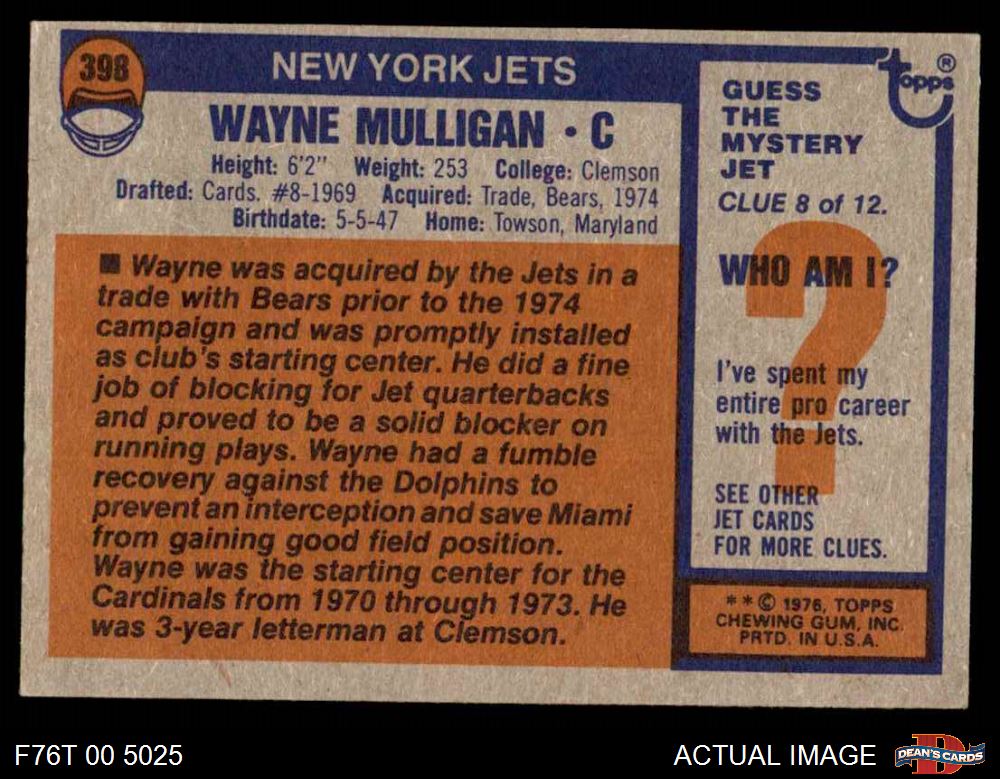 398
NEW YORK JETS
WAYNE MULLIGAN • C
Height: 6'2" Weight: 253 College: Clemson
Drafted: Cards. #8-1969 Acquired: Trade, Bears, 1974
Birthdate: 5-5-47 Home: Towson, Maryland
■ Wayne was acquired by the Jets in a
trade with Bears prior to the 1974
campaign and was promptly installed
as club's starting center. He did a fine
job of blocking for Jet quarterbacks
and proved to be a solid blocker on
running plays. Wayne had a fumble
recovery against the Dolphins to
prevent an interception and save Miami
from gaining good field position.
Wayne was the starting center for the
Cardinals from 1970 through 1973. He
was 3-year letterman at Clemson.
topps®
GUESS
THE
MYSTERY
JET
CLUE 8 of 12.
?
WHO AM I?
I've spent my
entire pro career
with the Jets.
SEE OTHER
JET CARDS
FOR MORE CLUES.
* * © 1976, TOPPS
CHEWING GUM, INC.
PRTD. IN U.S.A.
F76T 00 5025
ACTUAL IMAGE
D
DEAN'S CARDS